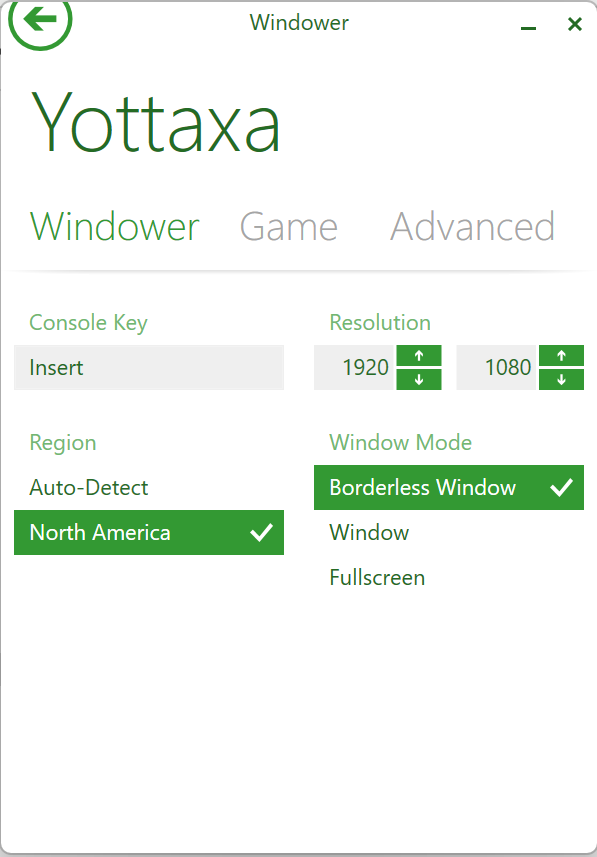 Windower
Yottaxa
Windower Game Advanced
Console Key
Insert
Resolution
1920 1080
Region
Auto-Detect
North America
Window Mode
Borderless Window
Window
Fullscreen